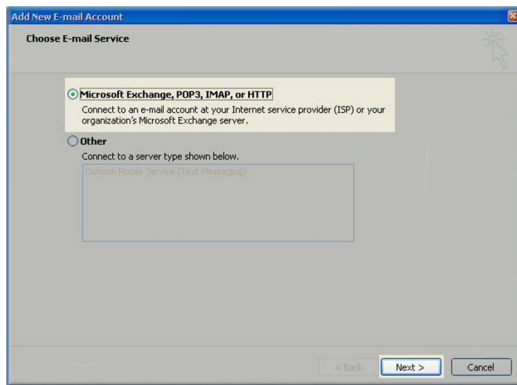 Add New E-mail Account
Choose E-mail Service
Microsoft Exchange, POP3, IMAP, or HTTP
Connect to an e-mail account at your Internet service provider (ISP) or your
organization's Microsoft Exchange server.
Other
Connect to a server type shown below.
Outlook Mobile Service (Text Messaging)
< Back
Next >
Cancel